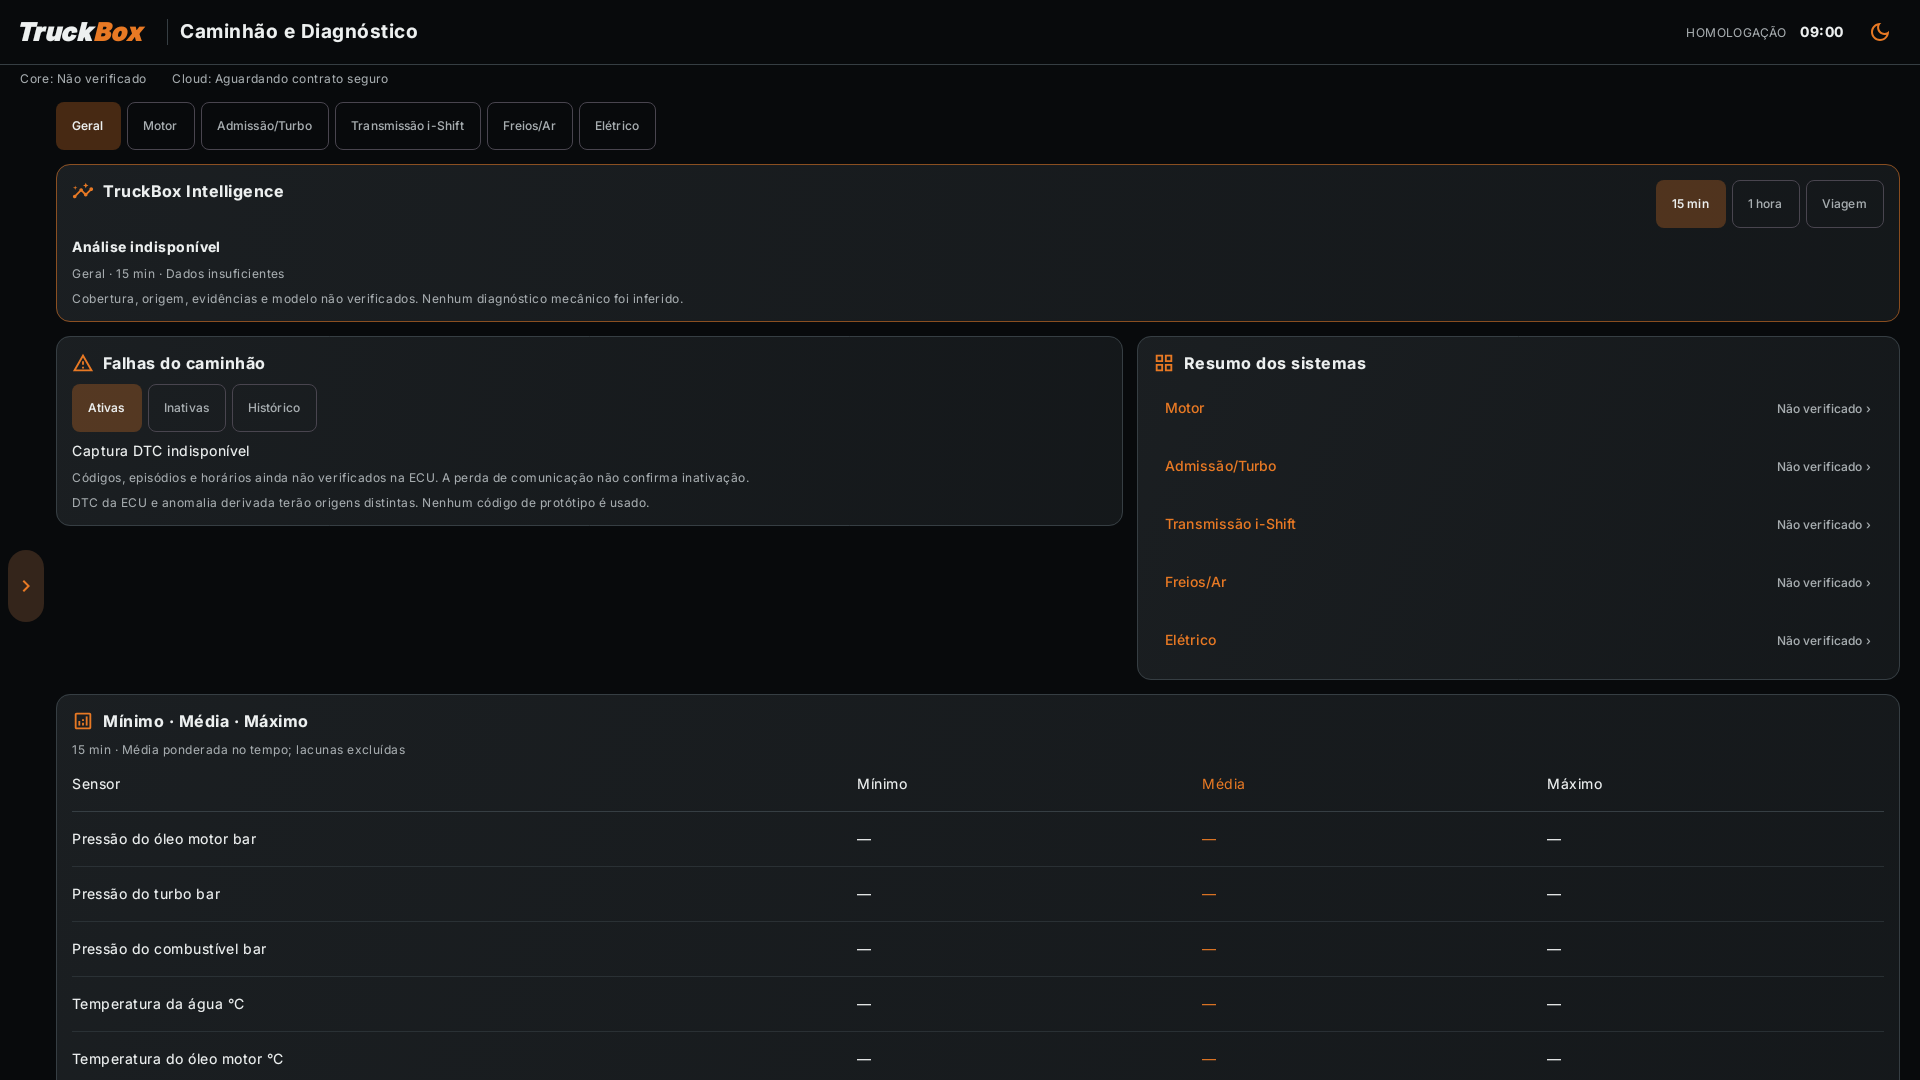 TruckBox Caminhão e Diagnóstico HOMOLOGAÇÃO 09:00
Core: Não verificado Cloud: Aguardando contrato seguro
Geral Motor Admissão/Turbo Transmissão i-Shift Freios/Ar Elétrico
TruckBox Intelligence
15 min 1 hora Viagem
Análise indisponível
Geral · 15 min · Dados insuficientes
Cobertura, origem, evidências e modelo não verificados. Nenhum diagnóstico mecânico foi inferido.
Falhas do caminhão
Ativas Inativas Histórico
Captura DTC indisponível
Códigos, episódios e horários ainda não verificados na ECU. A perda de comunicação não confirma inativação.
DTC da ECU e anomalia derivada terão origens distintas. Nenhum código de protótipo é usado.
Resumo dos sistemas
Motor Não verificado ›
Admissão/Turbo Não verificado ›
Transmissão i-Shift Não verificado ›
Freios/Ar Não verificado ›
Elétrico Não verificado ›
Mínimo · Média · Máximo
15 min · Média ponderada no tempo; lacunas excluídas
Sensor Mínimo Média Máximo
Pressão do óleo motor bar — — —
Pressão do turbo bar — — —
Pressão do combustível bar — — —
Temperatura da água °C — — —
Temperatura do óleo motor °C — — —